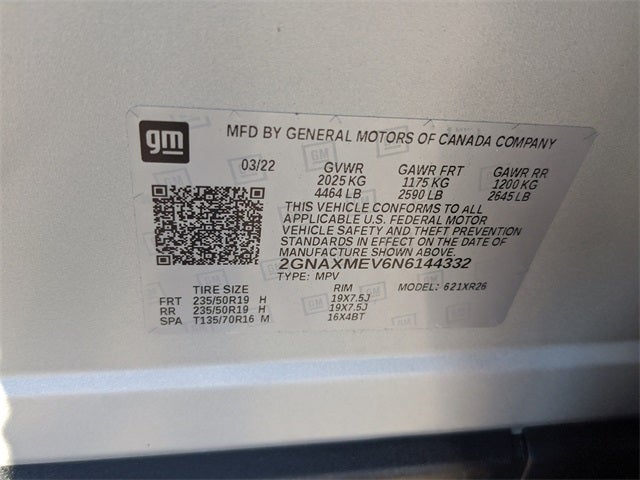 gm
MFD BY GENERAL MOTORS OF CANADA COMPANY
03/22 GVWR GAWR FRT GAWR RR
2025 KG 1175 KG 1200 KG
4464 LB 2590 LB 2645 LB
THIS VEHICLE CONFORMS TO ALL
APPLICABLE U.S. FEDERAL MOTOR
VEHICLE SAFETY AND THEFT PREVENTION
STANDARDS IN EFFECT ON THE DATE OF
MANUFACTURE SHOWN ABOVE.
2GNAXMEV6N6144332
TYPE: MPV MODEL: 621XR26
TIRE SIZE RIM
FRT 235/50R19 H 19X7.5J
RR 235/50R19 H 19X7.5J
SPA T135/70R16 M 16X4BT